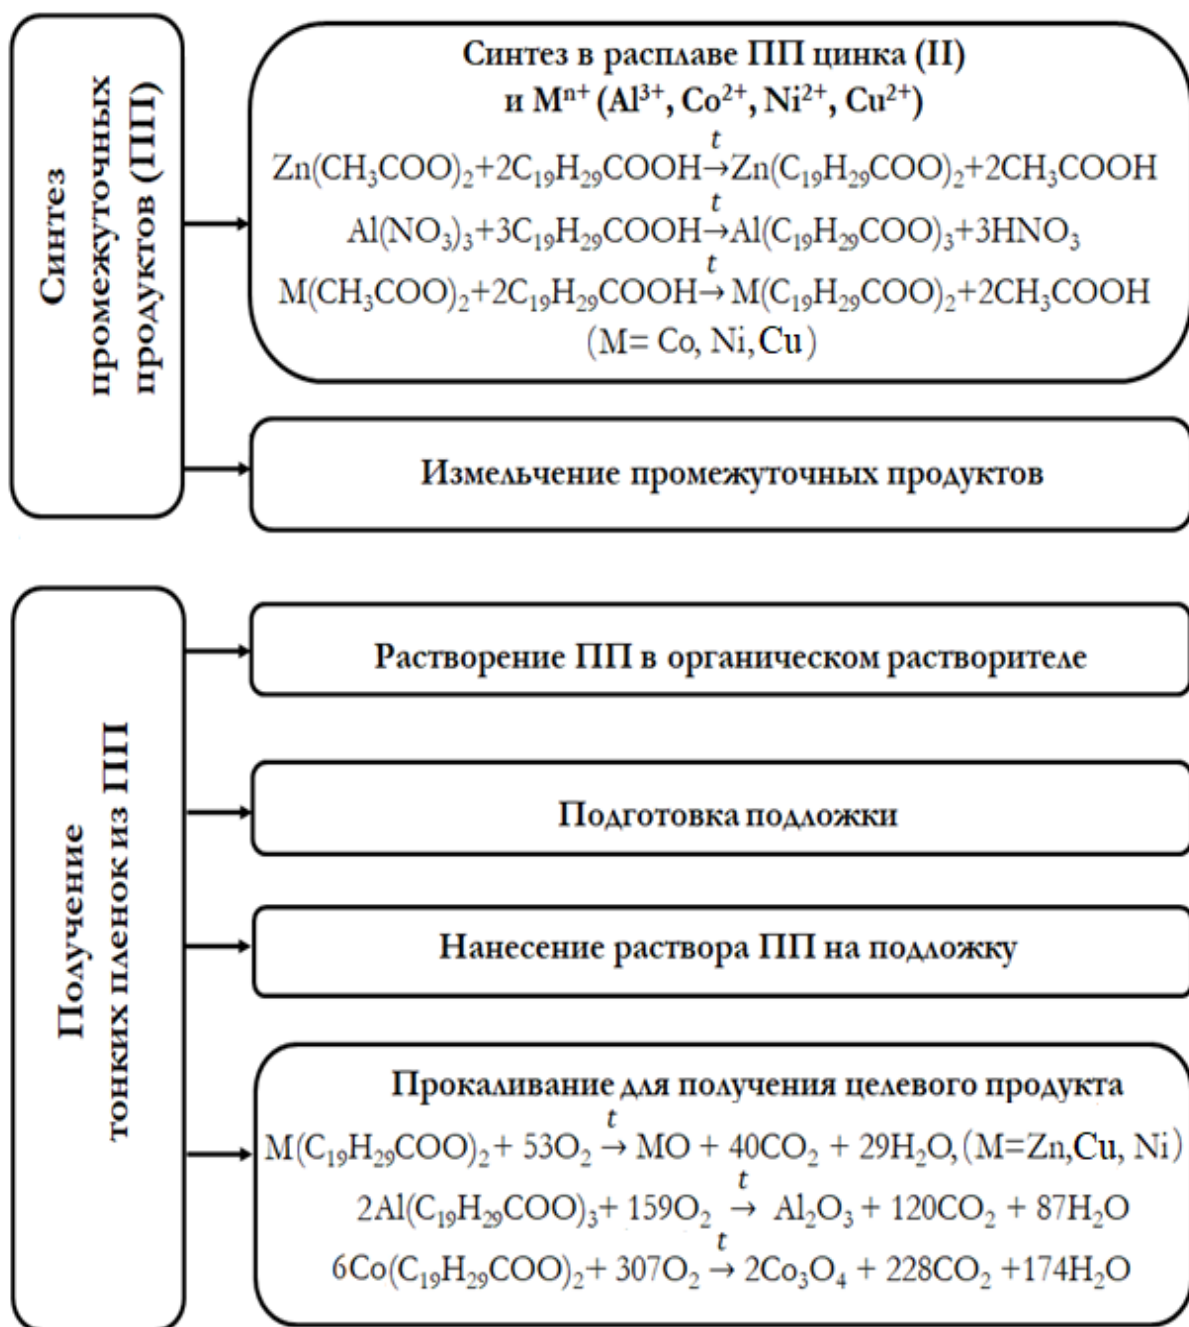 Синтез
промежуточных
продуктов (ПП)
Синтез в расплаве ПП цинка (II)
и Mⁿ⁺ (Al³⁺, Co²⁺, Ni²⁺, Cu²⁺)
t
Zn(CH₃COO)₂+2C₁₉H₂₉COOH→Zn(C₁₉H₂₉COO)₂+2CH₃COOH
t
Al(NO₃)₃+3C₁₉H₂₉COOH→Al(C₁₉H₂₉COO)₃+3HNO₃
t
M(CH₃COO)₂+2C₁₉H₂₉COOH→M(C₁₉H₂₉COO)₂+2CH₃COOH
(M= Co, Ni, Cu)
Измельчение промежуточных продуктов
Получение
тонких пленок из ПП
Растворение ПП в органическом растворителе
Подготовка подложки
Нанесение раствора ПП на подложку
Прокаливание для получения целевого продукта
t
M(C₁₉H₂₉COO)₂ + 53O₂ → MO + 40CO₂ + 29H₂O, (M=Zn,Cu, Ni)
t
2Al(C₁₉H₂₉COO)₃+ 159O₂ → Al₂O₃ + 120CO₂ + 87H₂O
t
6Co(C₁₉H₂₉COO)₂+ 307O₂ → 2Co₃O₄ + 228CO₂ +174H₂O